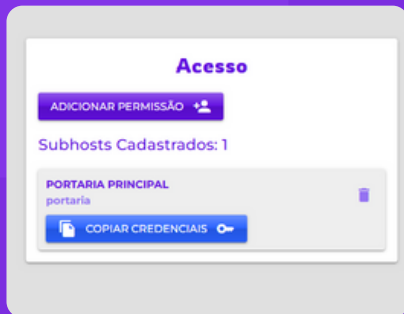 Acesso
ADICIONAR PERMISSÃO
Subhosts Cadastrados: 1
PORTARIA PRINCIPAL
portaria
COPIAR CREDENCIAIS